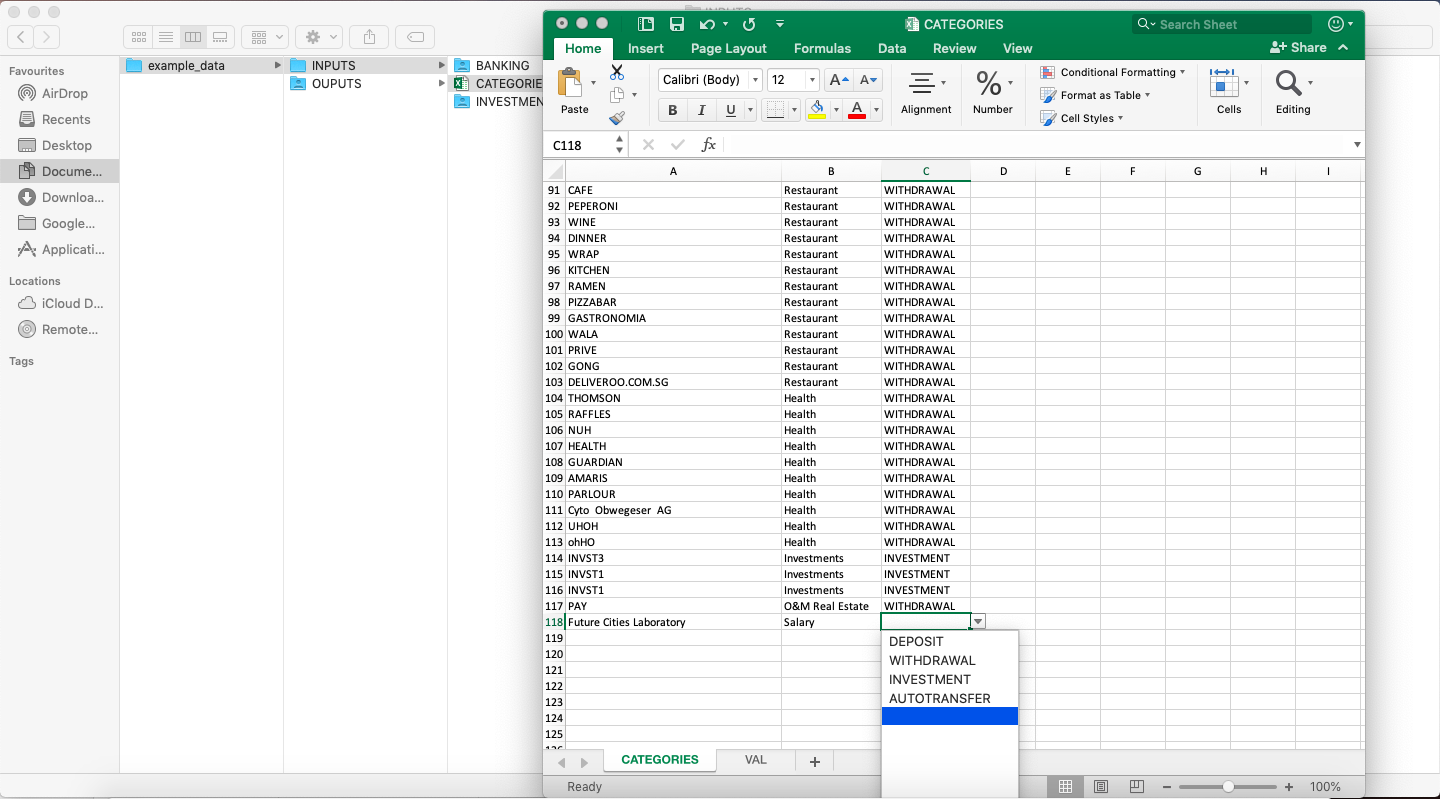 CATEGORIES
Search Sheet
Home Insert Page Layout Formulas Data Review View Share
Paste
Calibri (Body) 12 A A
B I U A
Alignment
% Number
Conditional Formatting
Format as Table
Cell Styles
Cells
Editing
C118 fx
Favourites
AirDrop
Recents
Desktop
Docume...
Downloa...
Google...
Applicati...
Locations
iCloud D...
Remote...
Tags
example_data
INPUTS
OUPUTS
BANKING
CATEGORIE
INVESTMEN
A B C D E F G H I
91 CAFE Restaurant WITHDRAWAL
92 PEPERONI Restaurant WITHDRAWAL
93 WINE Restaurant WITHDRAWAL
94 DINNER Restaurant WITHDRAWAL
95 WRAP Restaurant WITHDRAWAL
96 KITCHEN Restaurant WITHDRAWAL
97 RAMEN Restaurant WITHDRAWAL
98 PIZZABAR Restaurant WITHDRAWAL
99 GASTRONOMIA Restaurant WITHDRAWAL
100 WALA Restaurant WITHDRAWAL
101 PRIVE Restaurant WITHDRAWAL
102 GONG Restaurant WITHDRAWAL
103 DELIVEROO.COM.SG Restaurant WITHDRAWAL
104 THOMSON Health WITHDRAWAL
105 RAFFLES Health WITHDRAWAL
106 NUH Health WITHDRAWAL
107 HEALTH Health WITHDRAWAL
108 GUARDIAN Health WITHDRAWAL
109 AMARIS Health WITHDRAWAL
110 PARLOUR Health WITHDRAWAL
111 Cyto Obwegeser AG Health WITHDRAWAL
112 UHOH Health WITHDRAWAL
113 ohHO Health WITHDRAWAL
114 INVST3 Investments INVESTMENT
115 INVST1 Investments INVESTMENT
116 INVST1 Investments INVESTMENT
117 PAY O&M Real Estate WITHDRAWAL
118 Future Cities Laboratory Salary
119
120
121
122
123
124
125
DEPOSIT
WITHDRAWAL
INVESTMENT
AUTOTRANSFER
CATEGORIES VAL
Ready
100%